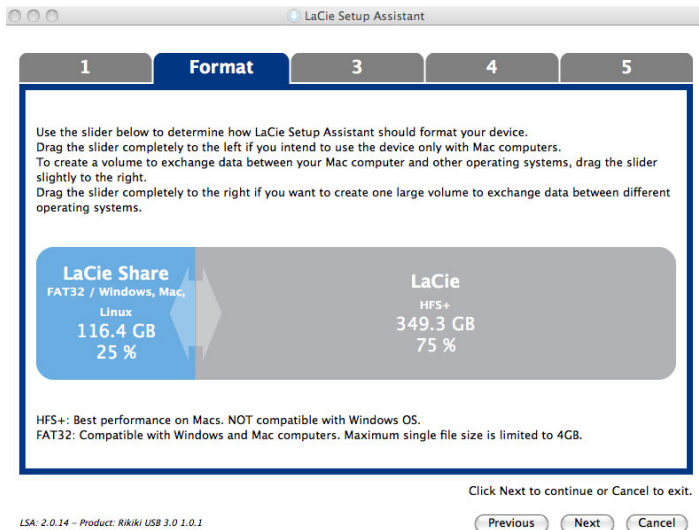 LaCie Setup Assistant
1 Format 3 4 5
Use the slider below to determine how LaCie Setup Assistant should format your device.
Drag the slider completely to the left if you intend to use the device only with Mac computers.
To create a volume to exchange data between your Mac computer and other operating systems, drag the slider
slightly to the right.
Drag the slider completely to the right if you want to create one large volume to exchange data between different
operating systems.
LaCie Share
FAT32 / Windows, Mac,
Linux
116.4 GB
25 %
LaCie
HFS+
349.3 GB
75 %
HFS+: Best performance on Macs. NOT compatible with Windows OS.
FAT32: Compatible with Windows and Mac computers. Maximum single file size is limited to 4GB.
Click Next to continue or Cancel to exit.
LSA: 2.0.14 – Product: Rikiki USB 3.0 1.0.1
Previous Next Cancel